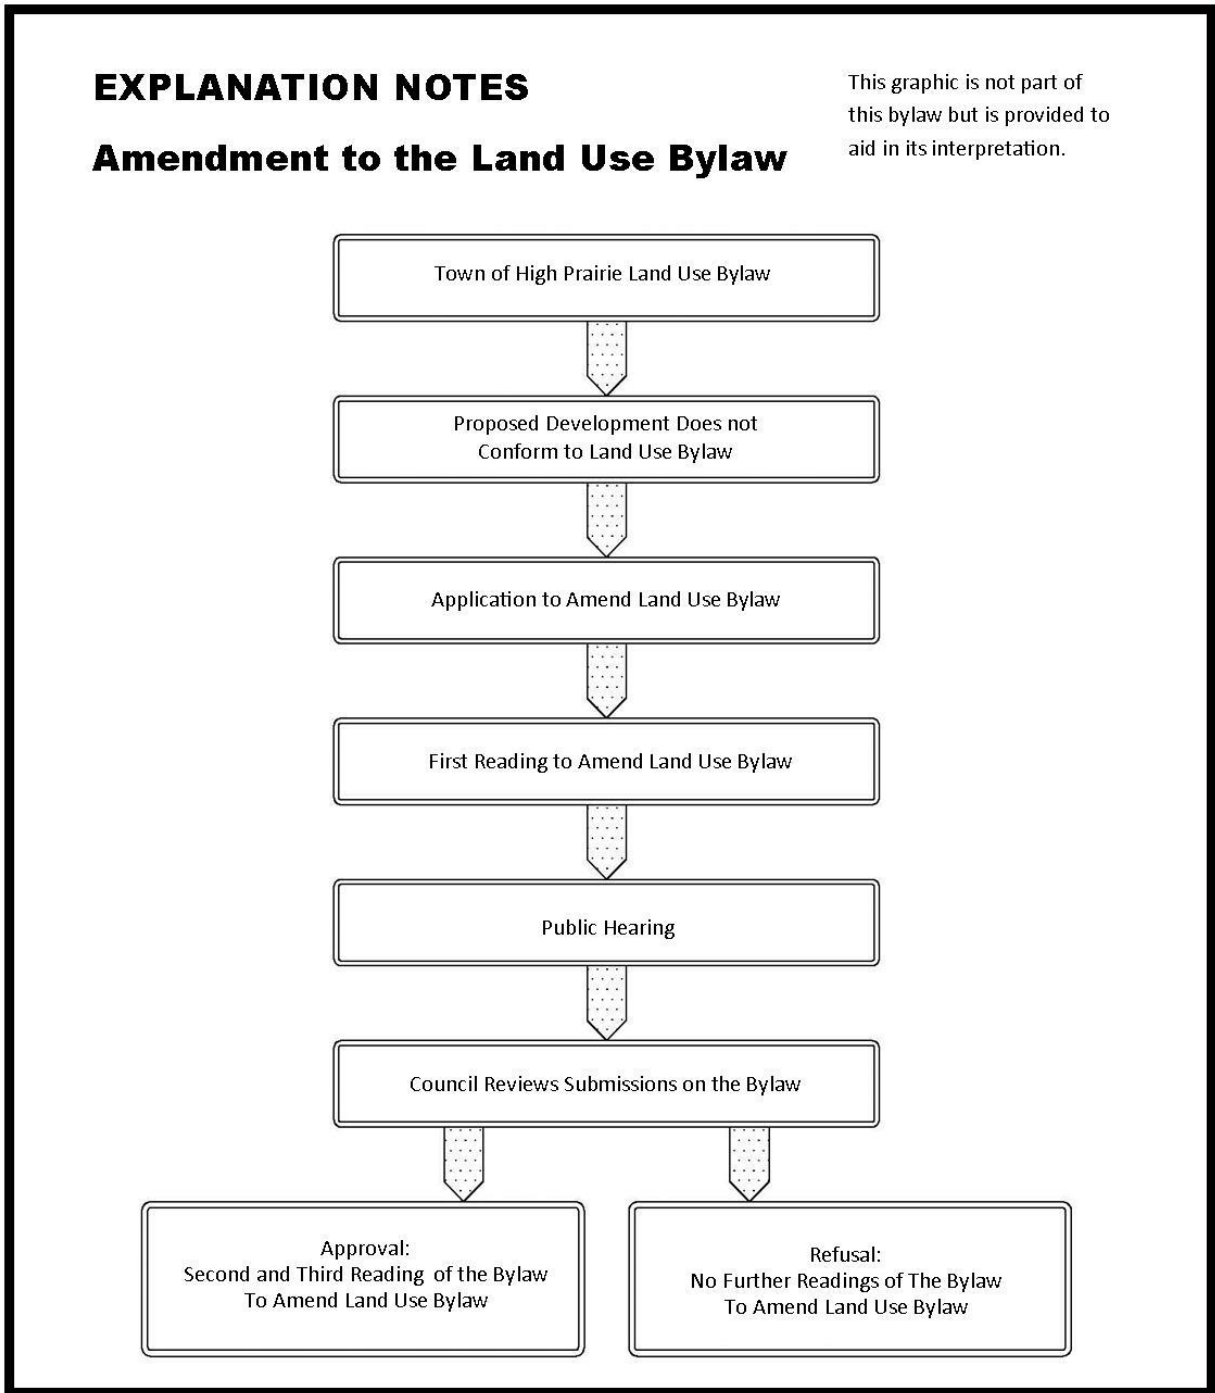 EXPLANATION NOTES
Amendment to the Land Use Bylaw
This graphic is not part of
this bylaw but is provided to
aid in its interpretation.
Town of High Prairie Land Use Bylaw
Proposed Development Does not
Conform to Land Use Bylaw
Application to Amend Land Use Bylaw
First Reading to Amend Land Use Bylaw
Public Hearing
Council Reviews Submissions on the Bylaw
Approval:
Second and Third Reading of the Bylaw
To Amend Land Use Bylaw
Refusal:
No Further Readings of The Bylaw
To Amend Land Use Bylaw